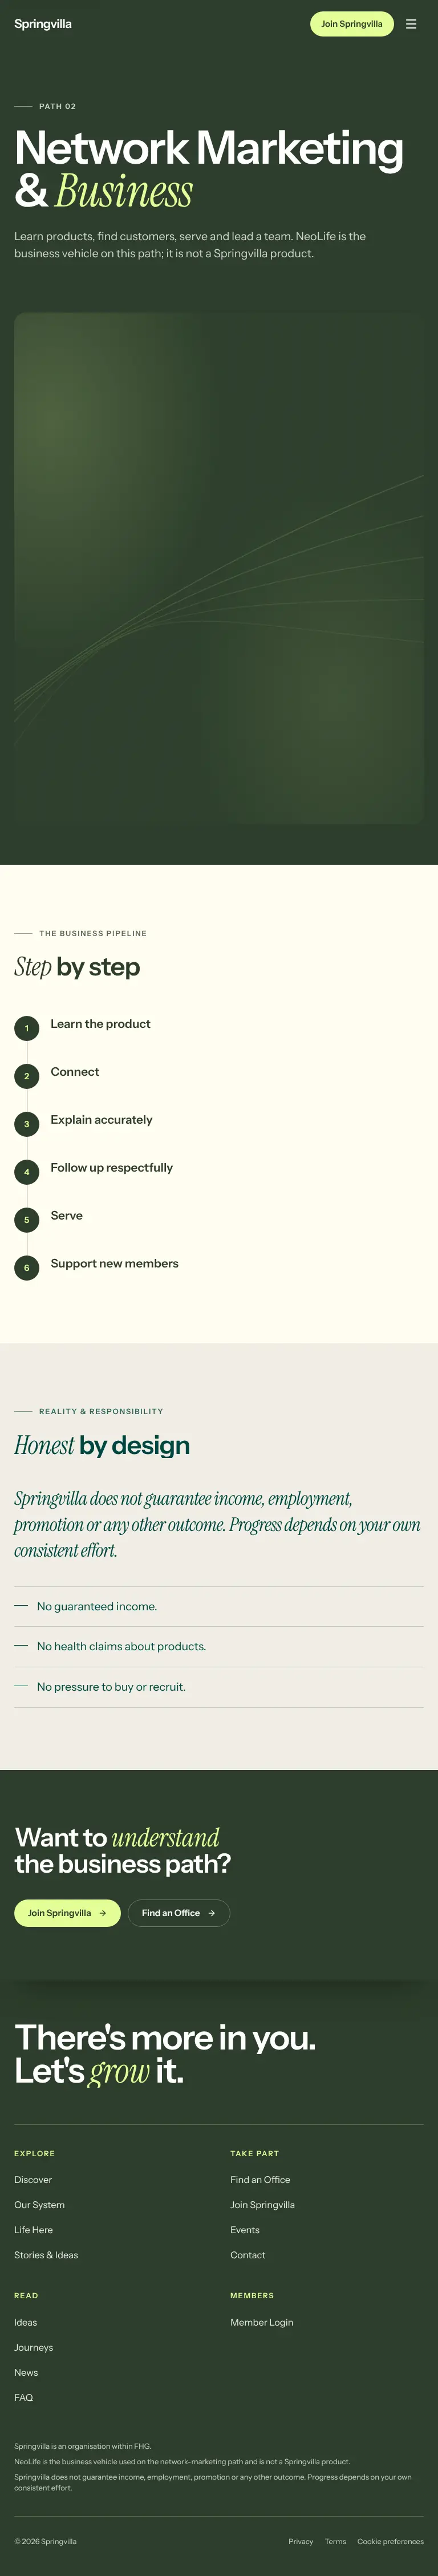 Springvilla
Join Springvilla
PATH 02
Network Marketing
& Business
Learn products, find customers, serve and lead a team. NeoLife is the
business vehicle on this path; it is not a Springvilla product.
THE BUSINESS PIPELINE
Step by step
1
Learn the product
2
Connect
3
Explain accurately
4
Follow up respectfully
5
Serve
6
Support new members
REALITY & RESPONSIBILITY
Honest by design
Springvilla does not guarantee income, employment,
promotion or any other outcome. Progress depends on your own
consistent effort.
No guaranteed income.
No health claims about products.
No pressure to buy or recruit.
Want to understand
the business path?
Join Springvilla →
Find an Office →
There's more in you.
Let's grow it.
EXPLORE
Discover
Our System
Life Here
Stories & Ideas
TAKE PART
Find an Office
Join Springvilla
Events
Contact
READ
Ideas
Journeys
News
FAQ
MEMBERS
Member Login
Springvilla is an organisation within FHG.
NeoLife is the business vehicle used on the network-marketing path and is not a Springvilla product.
Springvilla does not guarantee income, employment, promotion or any other outcome. Progress depends on your own
consistent effort.
© 2026 Springvilla
Privacy
Terms
Cookie preferences